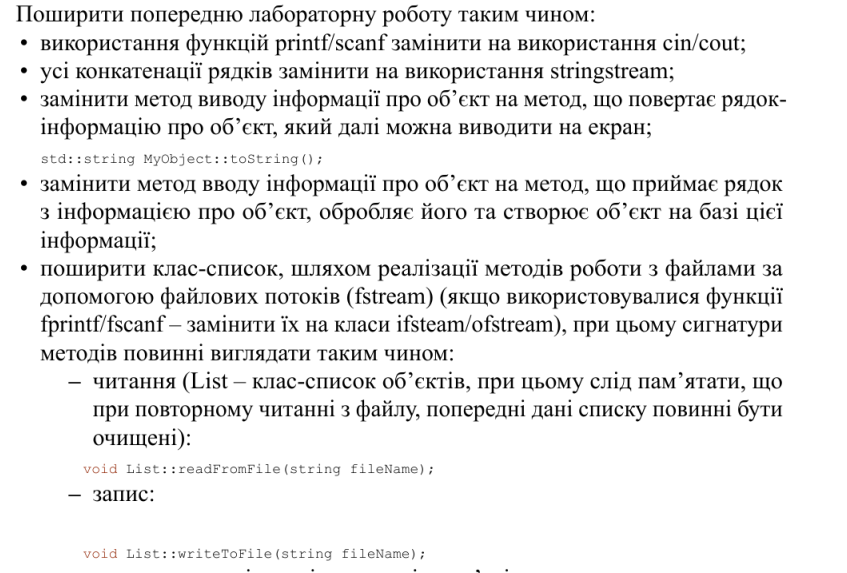 Поширити попередню лабораторну роботу таким чином:
• використання функцій printf/scanf замінити на використання cin/cout;
• усі конкатенації рядків замінити на використання stringstream;
• замінити метод виводу інформації про об’єкт на метод, що повертає рядок-
інформацію про об’єкт, який далі можна виводити на екран;
std::string MyObject::toString();
• замінити метод вводу інформації про об’єкт на метод, що приймає рядок
з інформацією про об’єкт, обробляє його та створює об’єкт на базі цієї
інформації;
• поширити клас-список, шляхом реалізації методів роботи з файлами за
допомогою файлових потоків (fstream) (якщо використовувалися функції
fprintf/fscanf – замінити їх на класи ifsteam/ofstream), при цьому сигнатури
методів повинні виглядати таким чином:
– читання (List – клас-список об’єктів, при цьому слід пам’ятати, що
при повторному читанні з файлу, попередні дані списку повинні бути
очищені):
void List::readFromFile(string fileName);
– запис:
void List::writeToFile(string fileName);